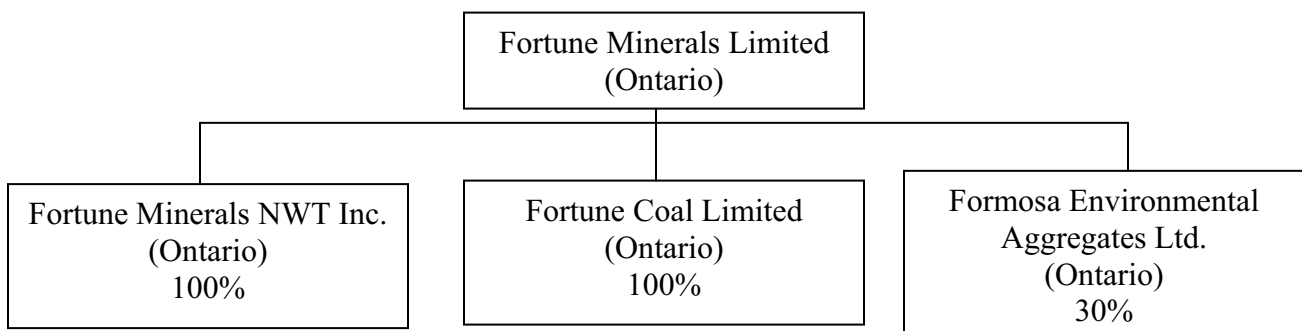 Fortune Minerals Limited
(Ontario)
Fortune Minerals NWT Inc.
(Ontario)
100%
Fortune Coal Limited
(Ontario)
100%
Formosa Environmental
Aggregates Ltd.
(Ontario)
30%